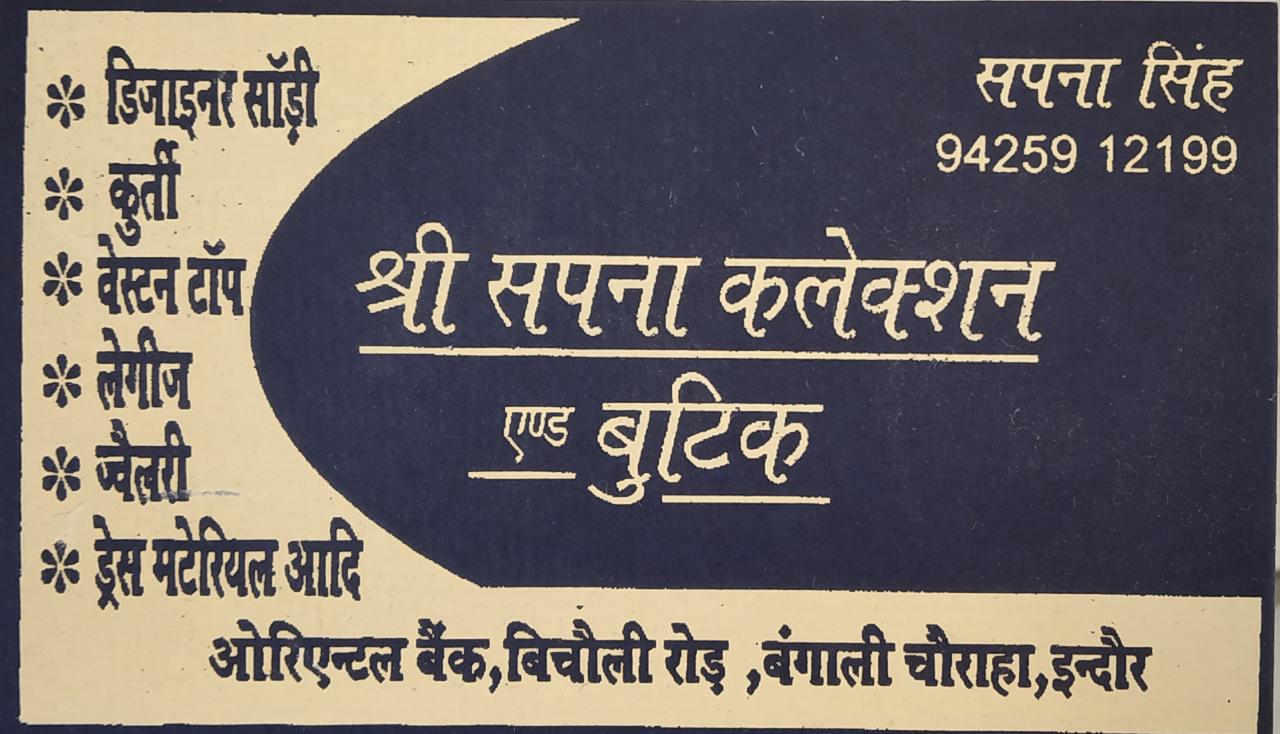 सपना सिंह
94259 12199
श्री सपना कलेक्शन
एण्ड बुटिक
डिजाइनर सॉड़ी
कुर्ती
वेस्टन टॉप
लेगीज
ज्वैलरी
ड्रेस मटेरियल आदि
ओरिएन्टल बैंक,बिचौली रोड़ ,बंगाली चौराहा,इन्दौर